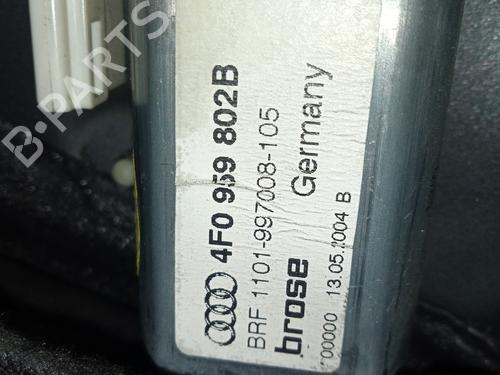 4F0 959 802B
BRF 1101-997008-105
brose Germany
00000 13.05.2004 B
B-PARTS